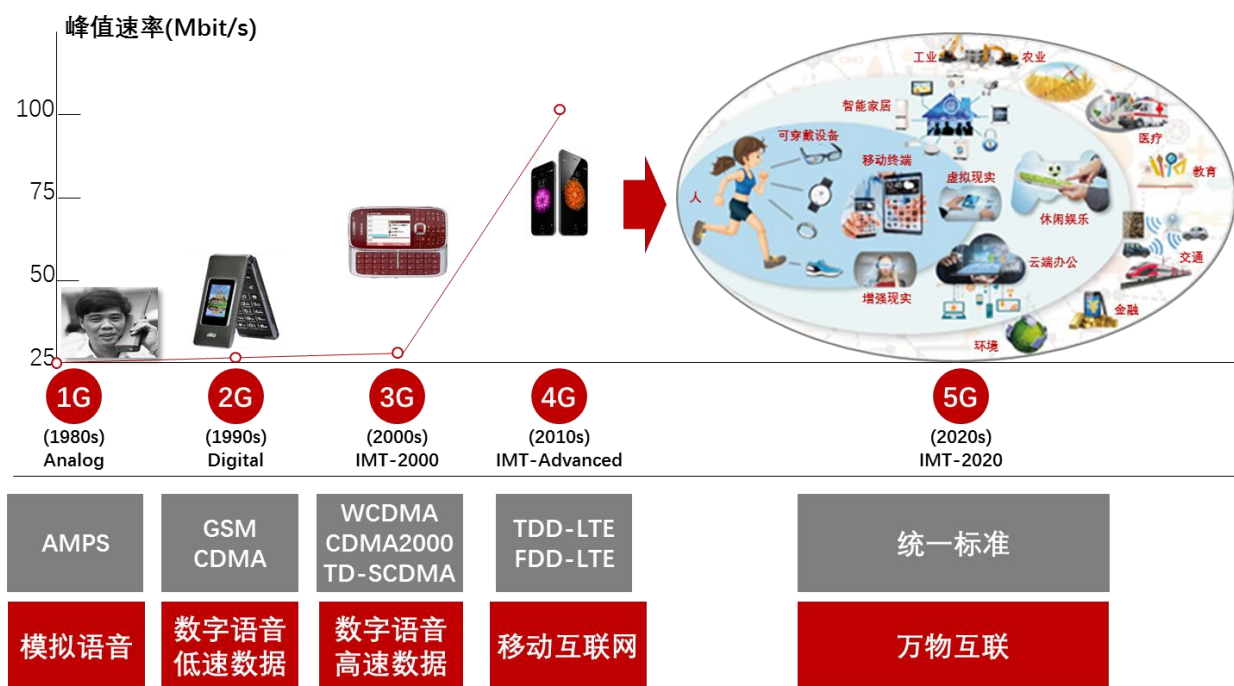 峰值速率(Mbit/s)
100
75
50
25
工业
农业
智能家居
医疗
可穿戴设备
移动终端
虚拟现实
教育
人
休闲娱乐
云端办公
交通
增强现实
金融
环境
1G
2G
3G
4G
5G
(1980s)
Analog
(1990s)
Digital
(2000s)
IMT-2000
(2010s)
IMT-Advanced
(2020s)
IMT-2020
AMPS
GSM
CDMA
WCDMA
CDMA2000
TD-SCDMA
TDD-LTE
FDD-LTE
统一标准
模拟语音
数字语音
低速数据
数字语音
高速数据
移动互联网
万物互联